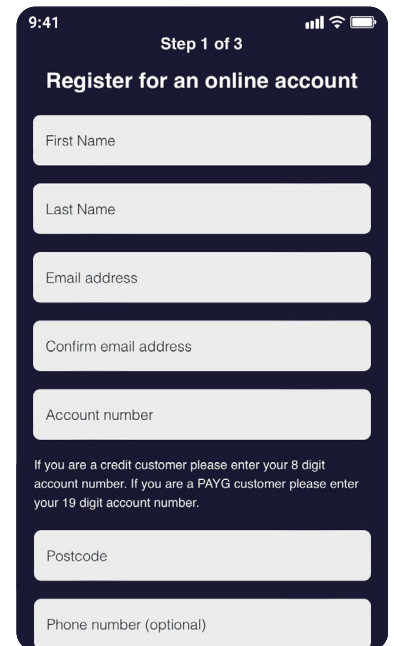 9:41
Step 1 of 3
Register for an online account
First Name
Last Name
Email address
Confirm email address
Account number
If you are a credit customer please enter your 8 digit
account number. If you are a PAYG customer please enter
your 19 digit account number.
Postcode
Phone number (optional)